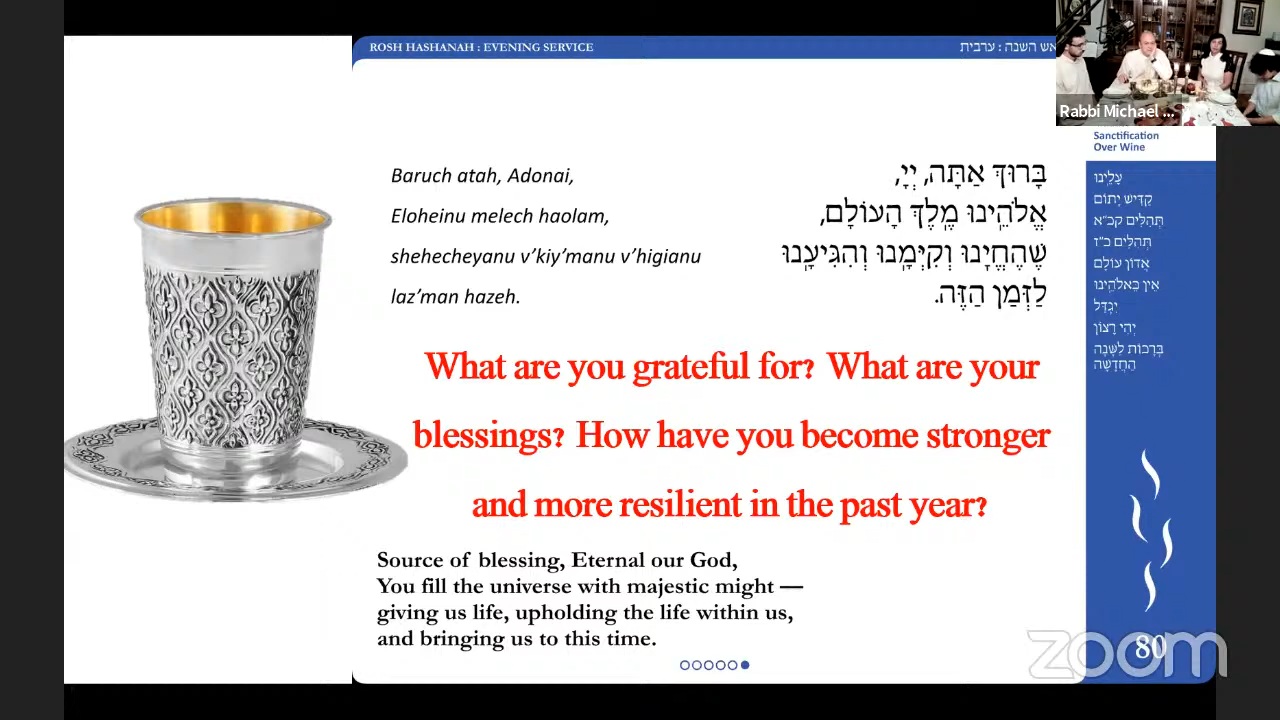 ROSH HASHANAH : EVENING SERVICE
אש השנה : ערבית
Rabbi Michael ...
Sanctification
Over Wine
Baruch atah, Adonai,
Eloheinu melech haolam,
shehecheyanu v’kiy’manu v’higianu
laz’man hazeh.
בָּרוּךְ אַתָּה, יְיָ,
אֱלֹהֵֽינוּ מֶֽלֶךְ הָעוֹלָם,
שֶׁהֶחֱיָֽנוּ וְקִיְּמָֽנוּ וְהִגִּיעָֽנוּ
לַזְּמַן הַזֶּה.
What are you grateful for? What are your
blessings? How have you become stronger
and more resilient in the past year?
Source of blessing, Eternal our God,
You fill the universe with majestic might —
giving us life, upholding the life within us,
and bringing us to this time.
עָלֵֽינוּ
קַדִּישׁ יָתוֹם
תְּהִלִּים קכ״א
תְּהִלִּים כ״ז
אֲדוֹן עוֹלָם
אֵין כֵּאלֹהֵֽינוּ
יִגְדַּל
יְהִי רָצוֹן
בְּרָכוֹת לַשָּׁנָה
הַחֲדָשָׁה
80
zoom